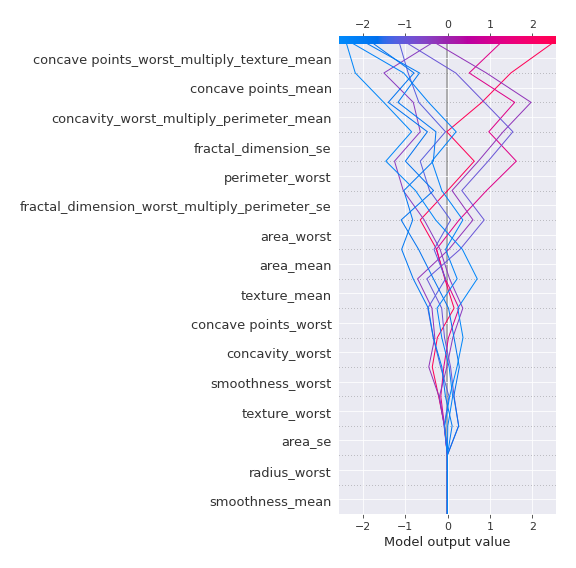 −2 −1 0 1 2
concave points_worst_multiply_texture_mean
concave points_mean
concavity_worst_multiply_perimeter_mean
fractal_dimension_se
perimeter_worst
fractal_dimension_worst_multiply_perimeter_se
area_worst
area_mean
texture_mean
concave points_worst
concavity_worst
smoothness_worst
texture_worst
area_se
radius_worst
smoothness_mean
−2 −1 0 1 2
Model output value